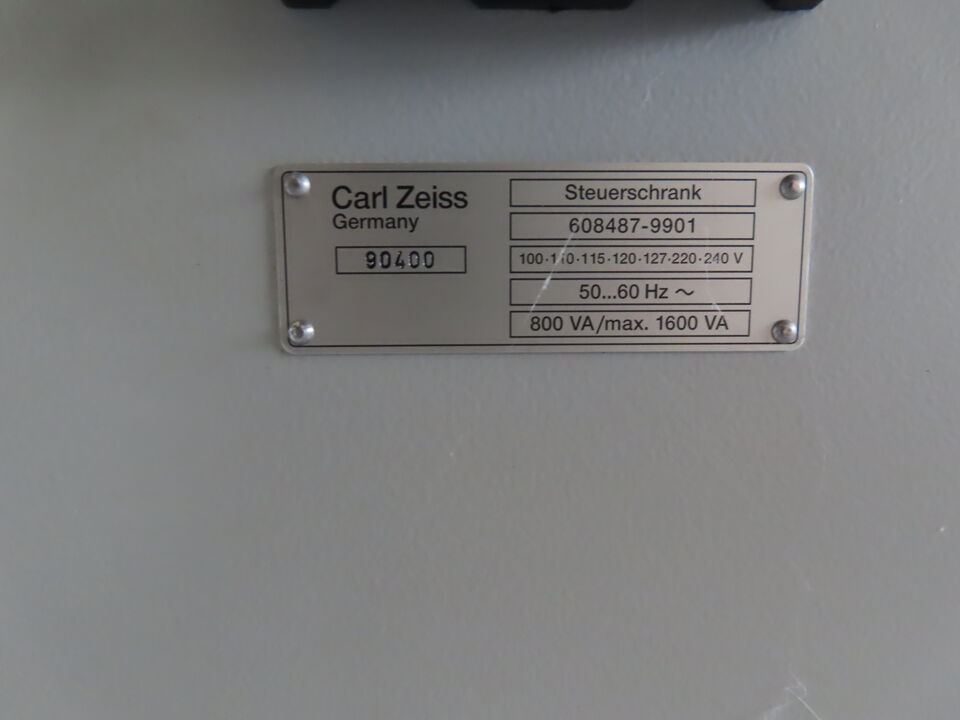 Carl Zeiss
Germany
90400
Steuerschrank
608487-9901
100·110·115·120·127·220·240 V
50...60 Hz ~
800 VA/max. 1600 VA